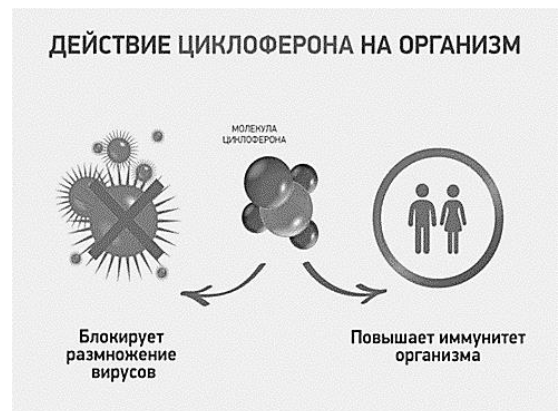 ДЕЙСТВИЕ ЦИКЛОФЕРОНА НА ОРГАНИЗМ
МОЛЕКУЛА
ЦИКЛОФЕРОНА
Блокирует
размножение
вирусов
Повышает иммунитет
организма